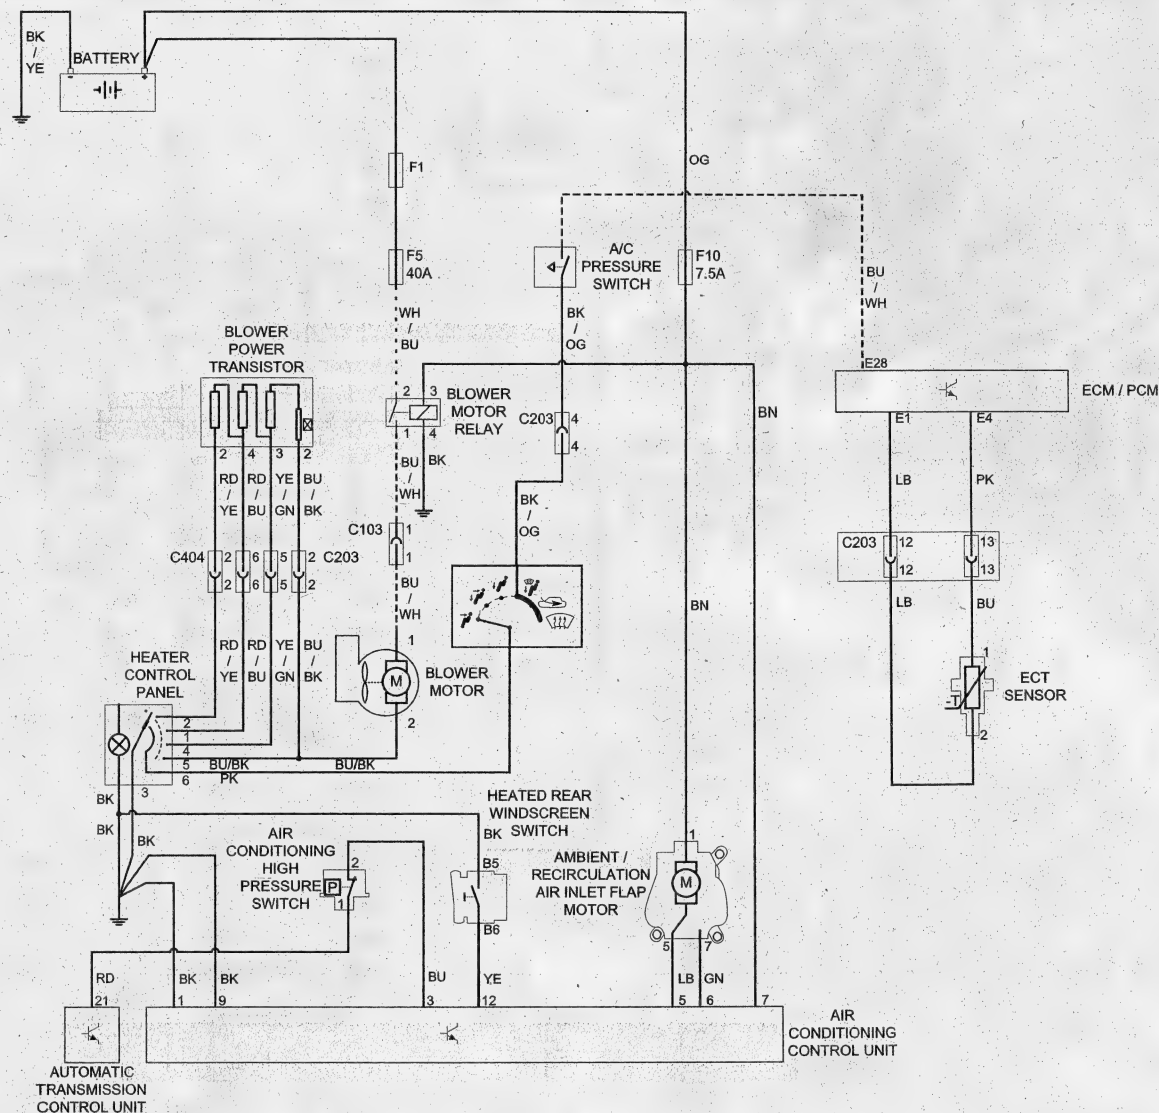 BK
/
YE
BATTERY
- +
F1
OG
F5
40A
A/C
PRESSURE
SWITCH
F10
7.5A
BU
/
WH
WH
/
BU
BK
/
OG
BLOWER
POWER
TRANSISTOR
E28
ECM / PCM
2 3
BLOWER
MOTOR
RELAY
1 4
C203 4
4
BN
E1 E4
2 4 3 2
RD
/
YE
RD
/
BU
YE
/
GN
BU
/
BK
BU
/
WH
BK
BK
/
OG
LB
PK
C103 1
1
C404 2 6 5 2 C203
2 6 5 2
C203 12 13
12 13
BU
/
WH
LB
BU
BN
RD
/
YE
RD
/
BU
YE
/
GN
BU
/
BK
HEATER
CONTROL
PANEL
1
M
BLOWER
MOTOR
2
1
-T
ECT
SENSOR
2
2
1
4
5 BU/BK BU/BK
6 PK
3
BK
BK
BK
HEATED REAR
WINDSCREEN
SWITCH
BK
AIR
CONDITIONING
HIGH
PRESSURE
SWITCH
2
P
1
B5
B6
AMBIENT /
RECIRCULATION
AIR INLET FLAP
MOTOR
1
M
5 7
RD BK BK BU YE LB GN
21 1 9 3 12 5 6 7
AIR
CONDITIONING
CONTROL UNIT
AUTOMATIC
TRANSMISSION
CONTROL UNIT